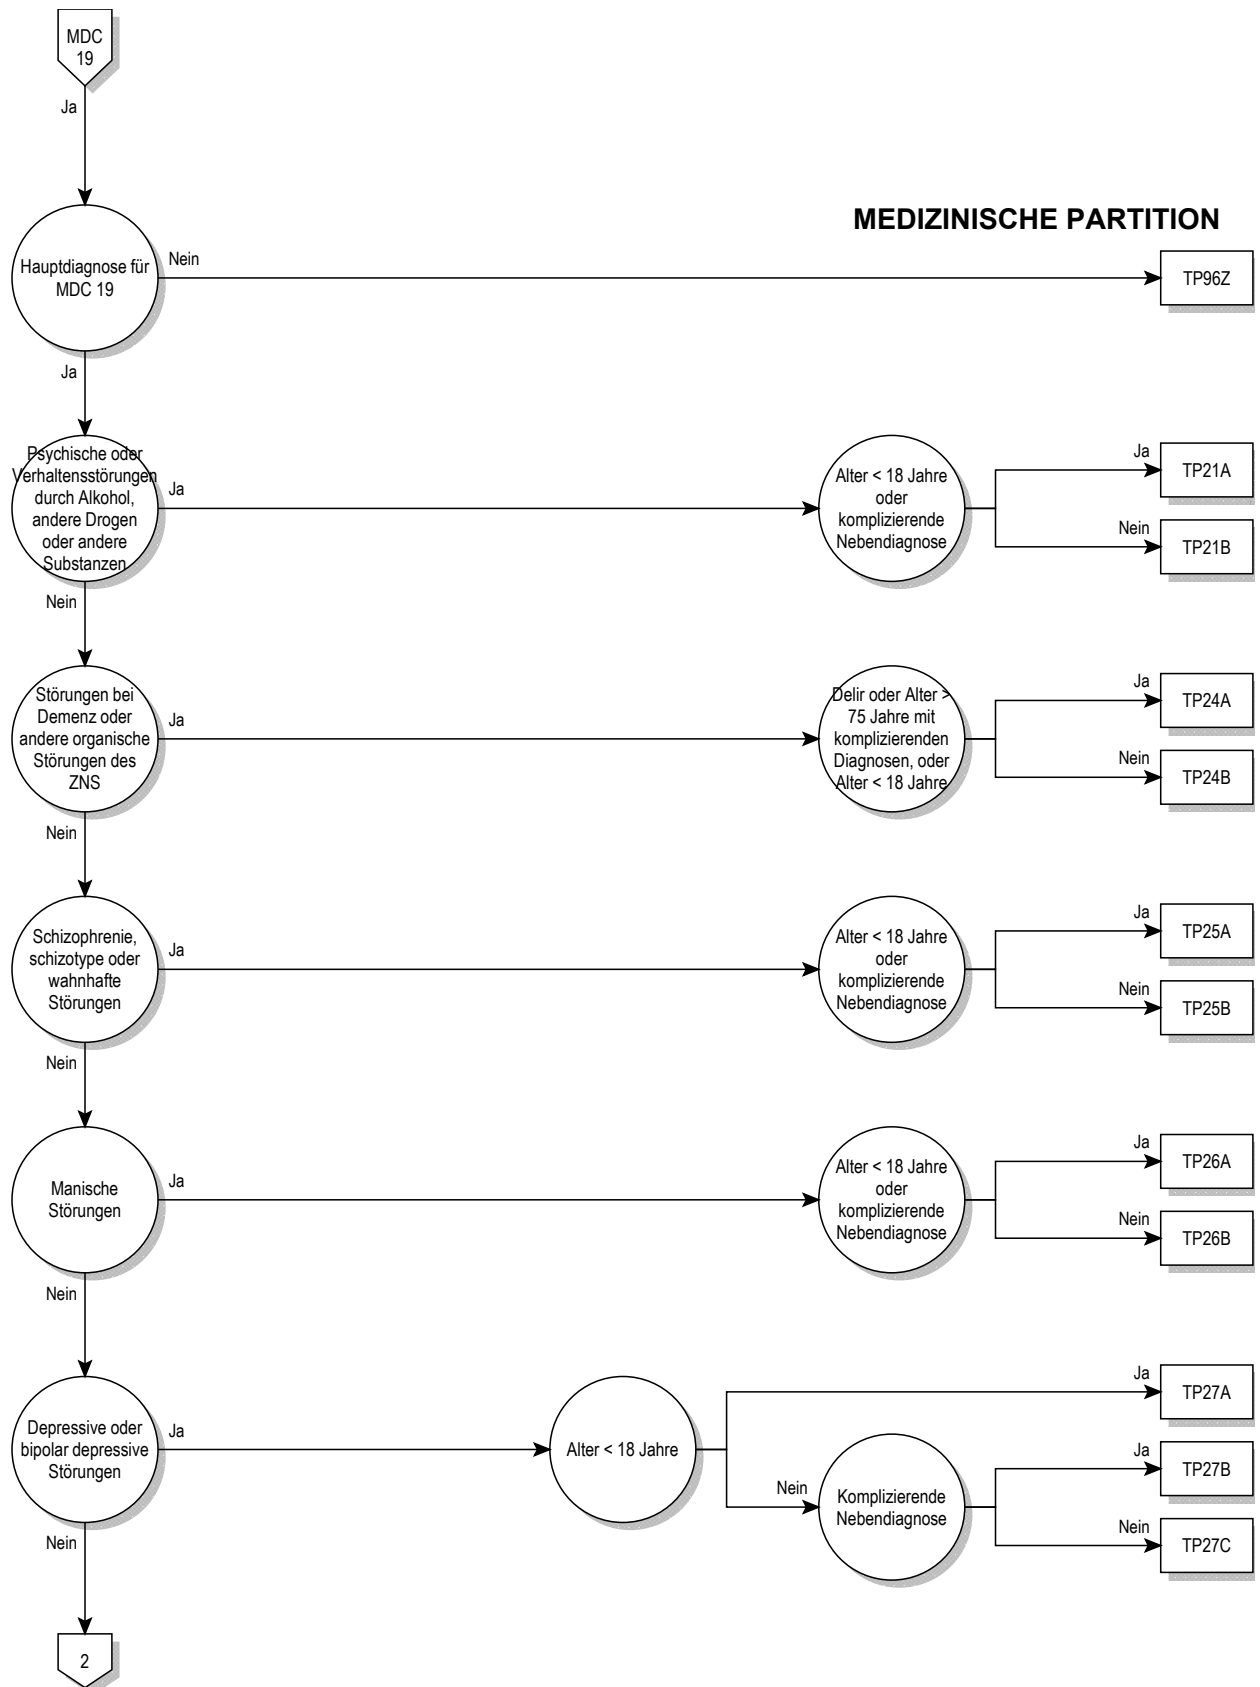 MDC
19
Ja
MEDIZINISCHE PARTITION
Hauptdiagnose für
MDC 19
Nein
TP96Z
Ja
Psychische oder
Verhaltensstörungen
durch Alkohol,
andere Drogen
oder andere
Substanzen
Ja
Alter < 18 Jahre
oder
komplizierende
Nebendiagnose
Ja
TP21A
Nein
TP21B
Nein
Störungen bei
Demenz oder
andere organische
Störungen des
ZNS
Ja
Delir oder Alter >
75 Jahre mit
komplizierenden
Diagnosen, oder
Alter < 18 Jahre
Ja
TP24A
Nein
TP24B
Nein
Schizophrenie,
schizotype oder
wahnhafte
Störungen
Ja
Alter < 18 Jahre
oder
komplizierende
Nebendiagnose
Ja
TP25A
Nein
TP25B
Nein
Manische
Störungen
Ja
Alter < 18 Jahre
oder
komplizierende
Nebendiagnose
Ja
TP26A
Nein
TP26B
Nein
Depressive oder
bipolar depressive
Störungen
Ja
Alter < 18 Jahre
Ja
TP27A
Nein
Komplizierende
Nebendiagnose
Ja
TP27B
Nein
TP27C
Nein
2